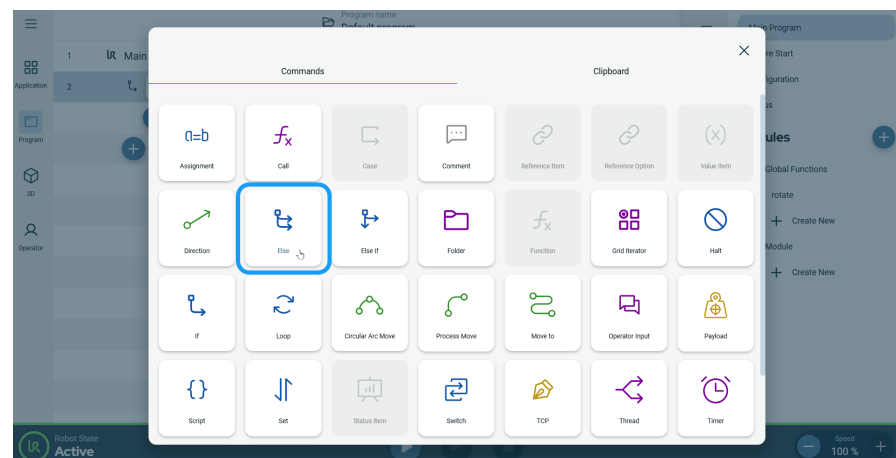 Program name
Default program
Main Program
1
UR
Main
Commands
Clipboard
re Start
Application
2
Program
Assignment
Call
Case
Comment
Reference Item
Reference Option
Value Item
ules
Global Functions
3D
rotate
Create New
Operator
Direction
Else
Else If
Folder
Function
Grid Iterator
Halt
Module
Create New
If
Loop
Circular Arc Move
Process Move
Move to
Operator Input
Payload
Script
Set
Status Item
Switch
TCP
Thread
Timer
UR
Robot State
Active
Speed
100 %